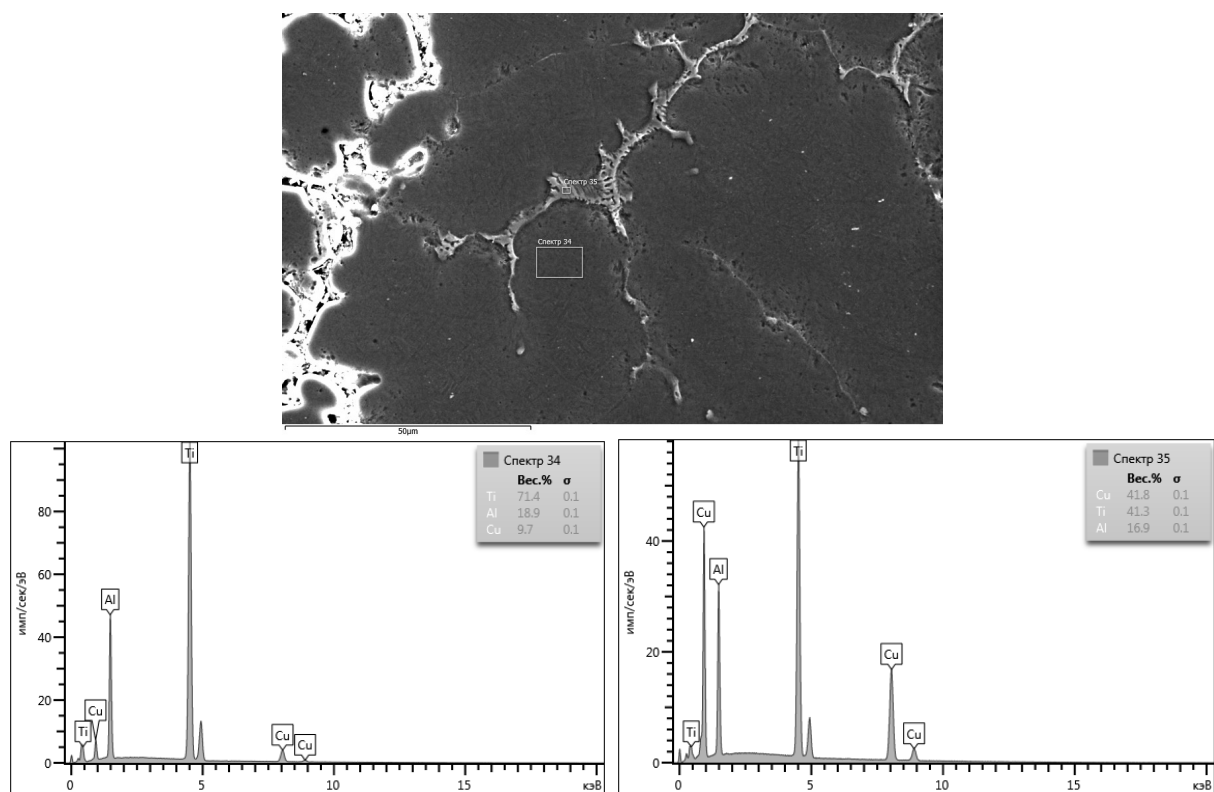 Спектр 35
Спектр 34
50µm
Ti
Спектр 34
Вес.% σ
Ti 71.4 0.1
Al 18.9 0.1
Cu 9.7 0.1
80
60
Al
имп/сек/эВ
40
20
Cu
Ti
Cu
Cu
0
0 5 10 15 кэВ
Ti
Спектр 35
Вес.% σ
Cu 41.8 0.1
Ti 41.3 0.1
Al 16.9 0.1
Cu
40
Al
имп/сек/эВ
20
Cu
Ti
Cu
0
0 5 10 15 кэВ